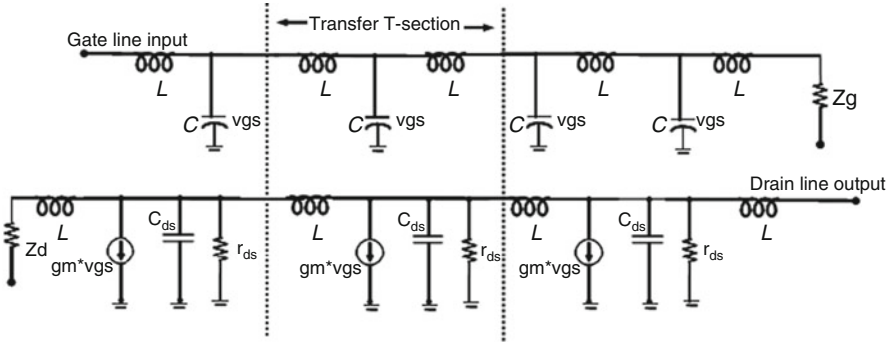 Transfer T-section
Gate line input
L L L L L
C vgs C vgs C vgs C vgs Zg
Drain line output
L L L L
Zd gm*vgs Cds rds gm*vgs Cds rds gm*vgs Cds rds